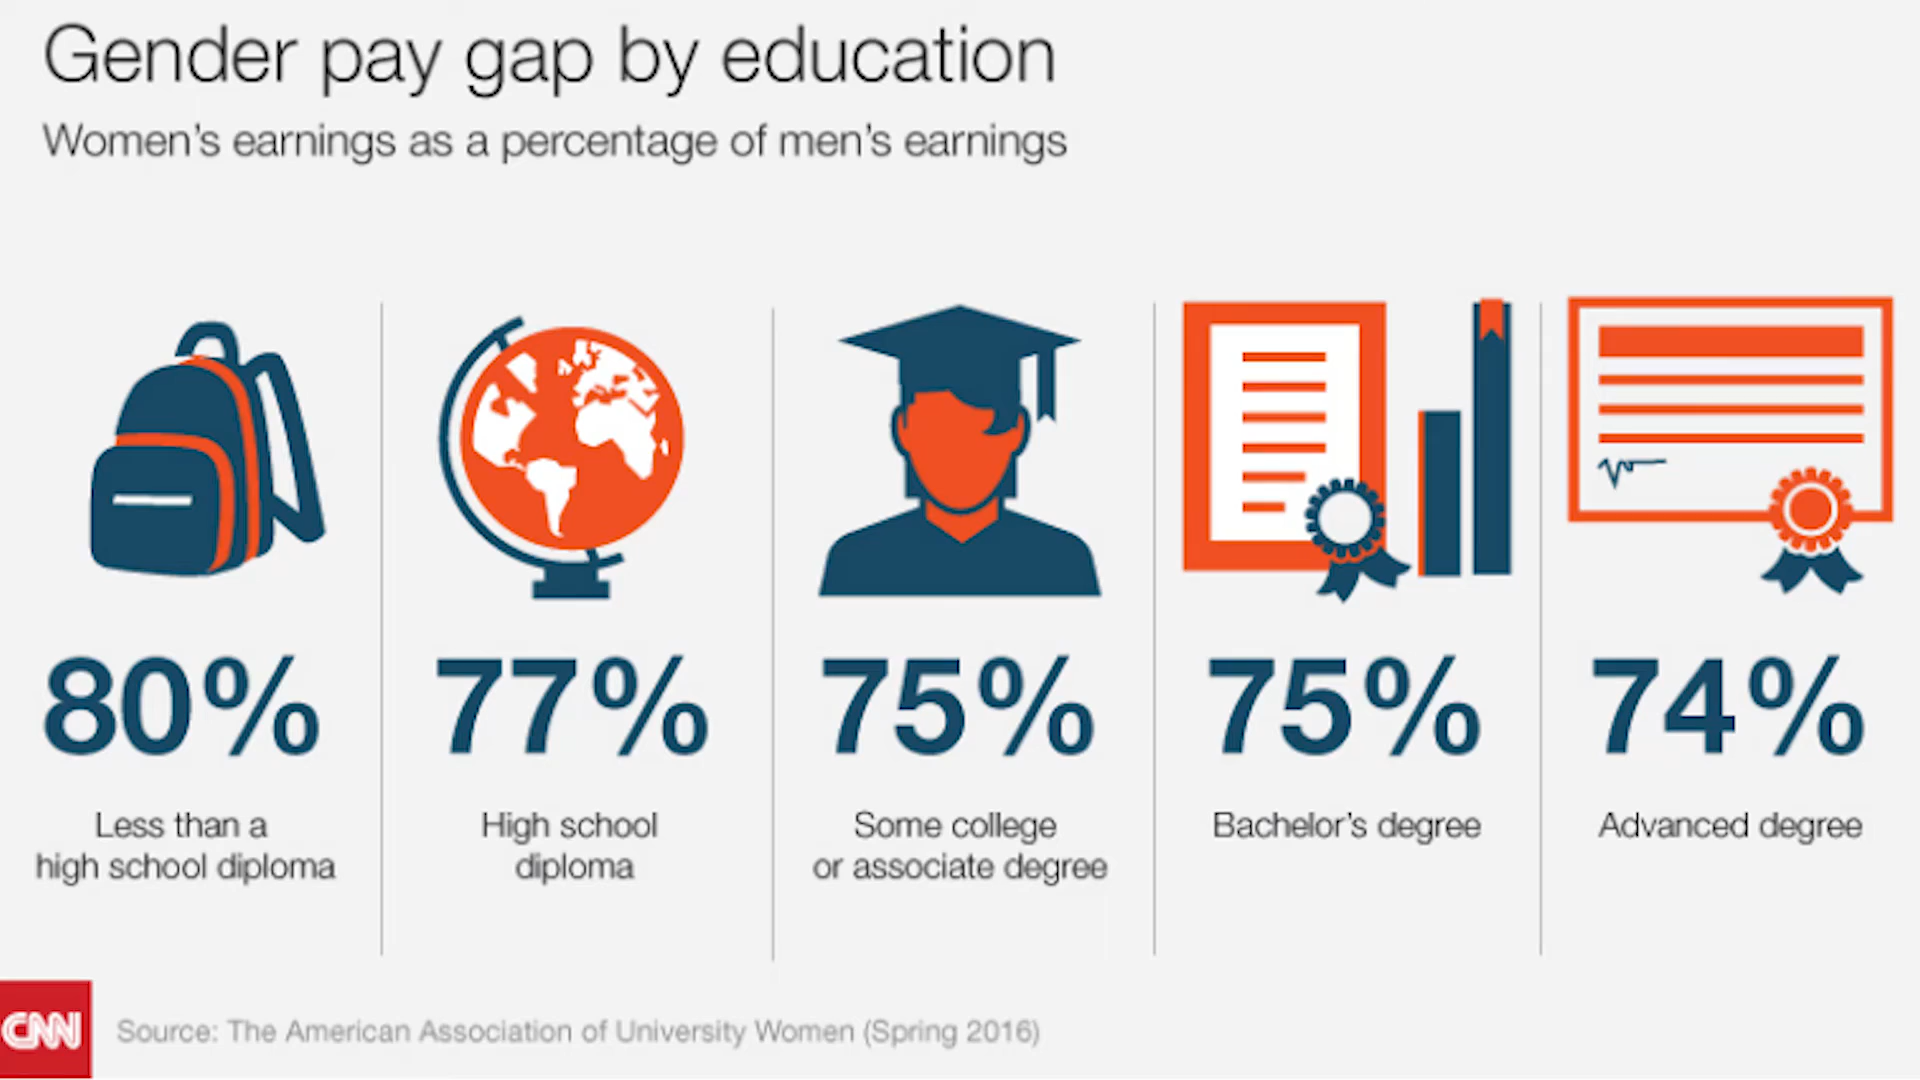 Gender pay gap by education
Women's earnings as a percentage of men's earnings
80%
Less than a
high school diploma
77%
High school
diploma
75%
Some college
or associate degree
75%
Bachelor's degree
74%
Advanced degree
CNN
Source: The American Association of University Women (Spring 2016)